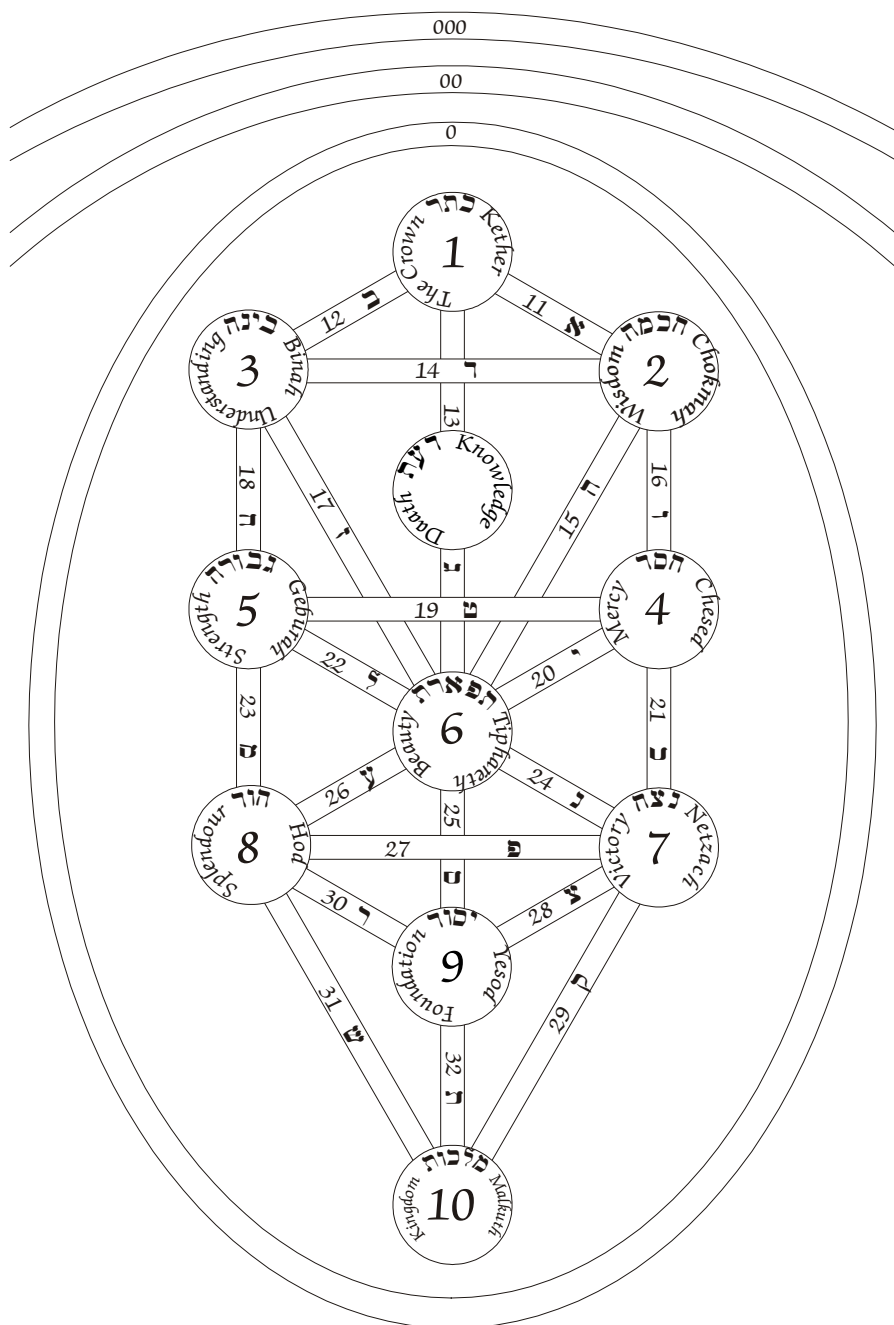 000
00
0
כתר
The Crown
Kether
1
12 ב
11 א
בינה
Understanding
Binah
3
חכמה
Wisdom
Chokmah
2
14 ד
13
דעת
Daath
Knowledge
ג
18 ח
17 ז
15 ה
16 ו
גבורה
Strength
Geburah
5
חסד
Mercy
Chesed
4
19 ט
22 ל
20 י
תפארת
Beauty
Tiphareth
6
23 מ
21 כ
26 ע
24 נ
25
הוד
Splendour
Hod
8
נצה
Victory
Netzach
7
27 פ
ס
30 ר
28 צ
יסוד
Foundation
Yesod
9
31 ש
29 ק
32 ת
מלכות
Kingdom
Malkuth
10